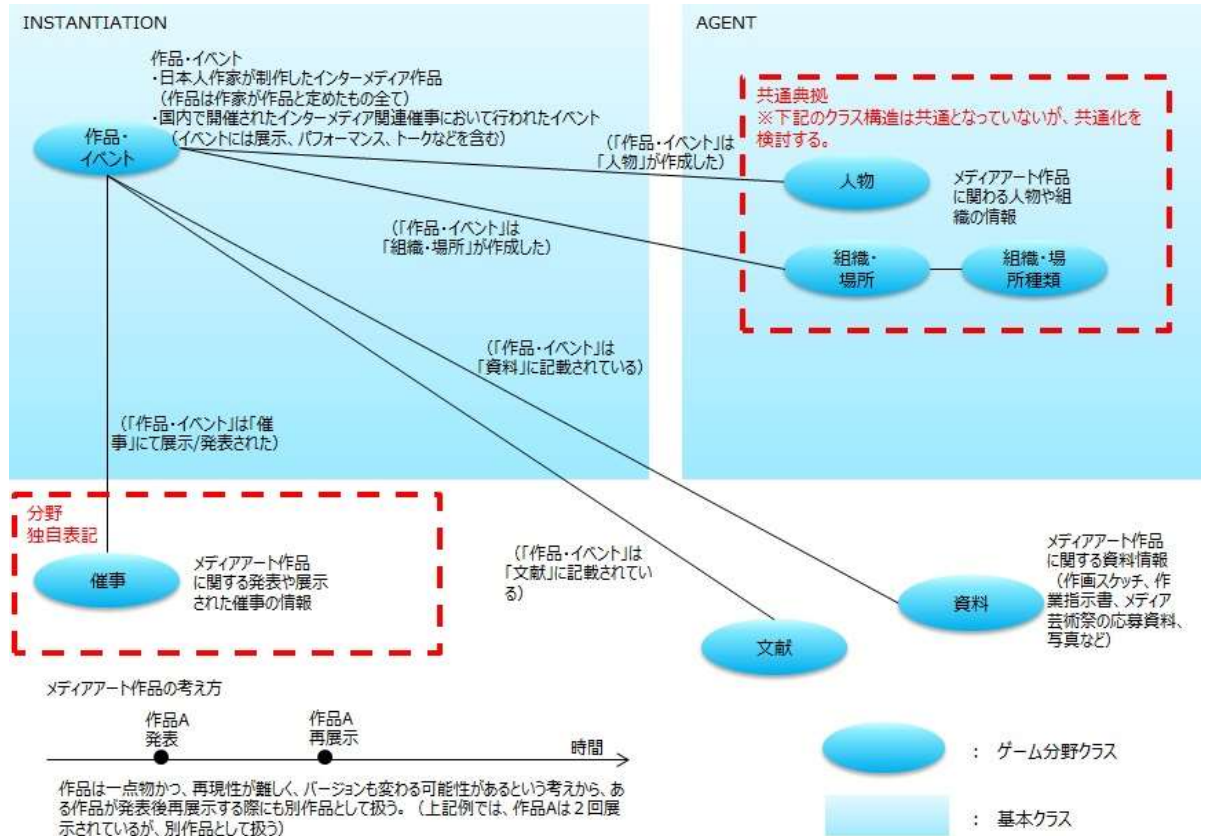 INSTANTIATION
作品・イベント
・日本人作家が制作したインターメディア作品
（作品は作家が作品と定めたもの全て）
・国内で開催されたインターメディア関連催事において行われたイベント
（イベントには展示、パフォーマンス、トークなどを含む）
作品・
イベント
AGENT
共通典拠
※下記のクラス構造は共通となっていないが、共通化を
検討する。
（「作品・イベント」は
「人物」が作成した）
人物
メディアアート作品
に関わる人物や組
織の情報
（「作品・イベント」は
「組織・場所」が作成した）
組織・
場所
組織・場
所種類
（「作品・イベント」は
「資料」に記載されている）
（「作品・イベント」は「催
事」にて展示/発表された）
分野
独自表記
催事
メディアアート作品
に関する発表や展示
された催事の情報
（「作品・イベント」は
「文献」に記載されてい
る）
文献
資料
メディアアート作品
に関する資料情報
（作画スケッチ、作
業指示書、メディア
芸術祭の応募資料、
写真など）
メディアアート作品の考え方
作品A
発表
作品A
再展示
時間
作品は一点物かつ、再現性が難しく、バージョンも変わる可能性があるという考えから、あ
る作品が発表後再展示する際にも別作品として扱う。（上記例では、作品Aは２回展
示されているが、別作品として扱う）
： ゲーム分野クラス
： 基本クラス